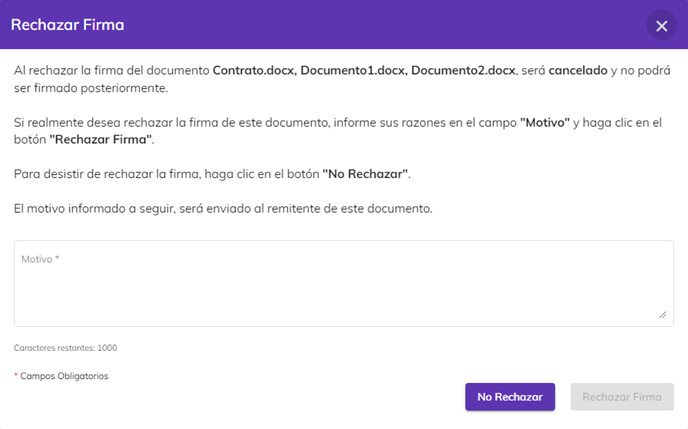 Rechazar Firma
Al rechazar la firma del documento Contrato.docx, Documento1.docx, Documento2.docx, será cancelado y no podrá
ser firmado posteriormente.
Si realmente desea rechazar la firma de este documento, informe sus razones en el campo "Motivo" y haga clic en el
botón "Rechazar Firma".
Para desistir de rechazar la firma, haga clic en el botón "No Rechazar".
El motivo informado a seguir, será enviado al remitente de este documento.
Motivo *
Caracteres restantes: 1000
* Campos Obligatorios
No Rechazar
Rechazar Firma